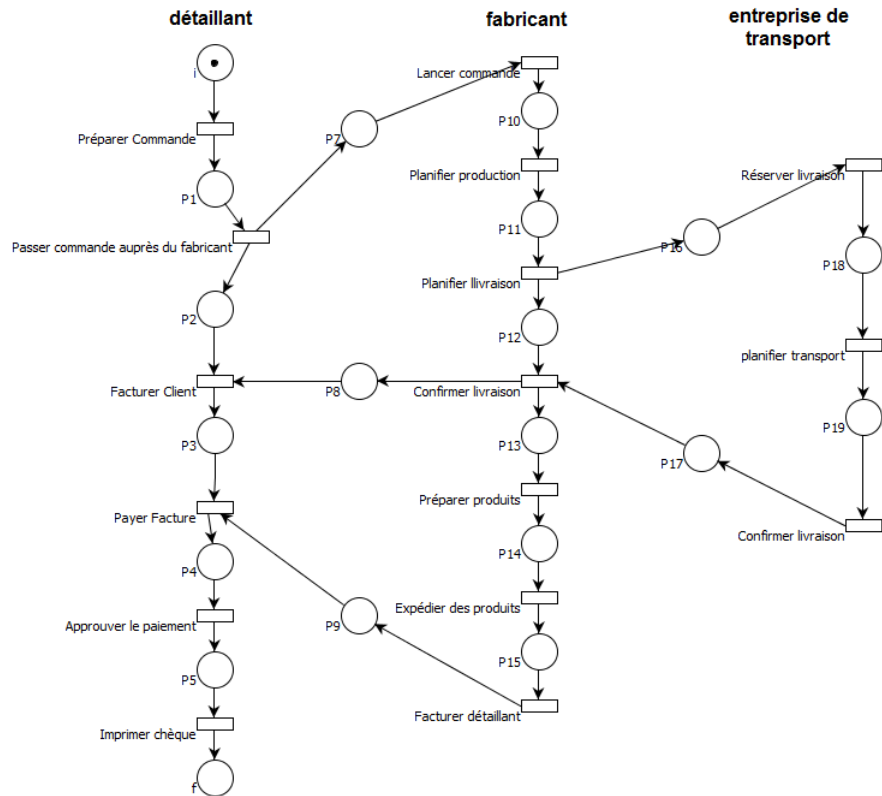 détaillant
fabricant
entreprise de
transport
i
Préparer Commande
P1
Passer commande auprès du fabricant
P2
Facturer Client
P3
Payer Facture
P4
Approuver le paiement
P5
Imprimer chèque
f
P7
P8
P9
Lancer commande
P10
Planifier production
P11
Planifier llivraison
P12
Confirmer livraison
P13
Préparer produits
P14
Expédier des produits
P15
Facturer détaillant
P16
P17
Réserver livraison
P18
planifier transport
P19
Confirmer livraison